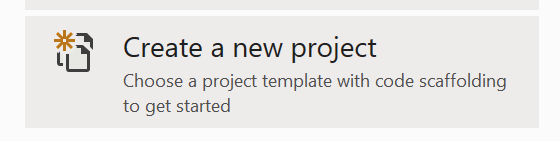 Create a new project
Choose a project template with code scaffolding
to get started